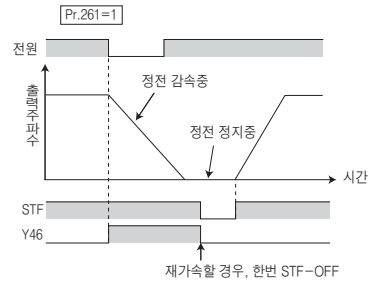 Pr.261=1
전원
출력주파수
정전 감속중
정전 정지중
시간
STF
Y46
재가속할 경우, 한번 STF-OFF